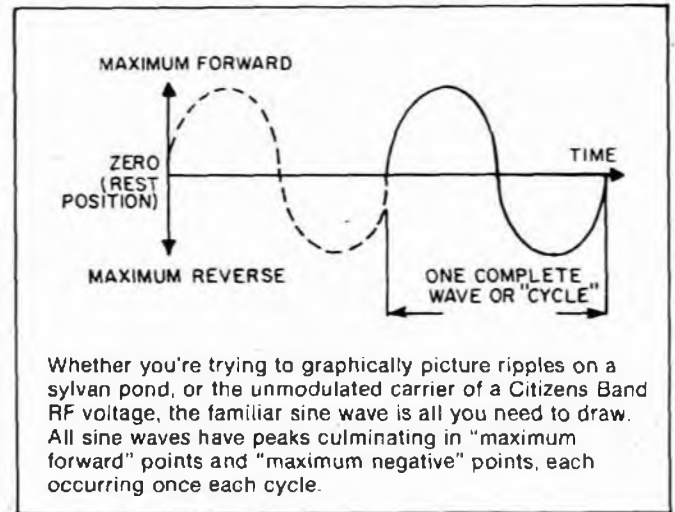 MAXIMUM FORWARD
ZERO
(REST
POSITION)
TIME
MAXIMUM REVERSE
ONE COMPLETE
WAVE OR "CYCLE"
Whether you're trying to graphically picture ripples on a
sylvan pond, or the unmodulated carrier of a Citizens Band
RF voltage, the familiar sine wave is all you need to draw.
All sine waves have peaks culminating in "maximum
forward" points and "maximum negative" points, each
occurring once each cycle.